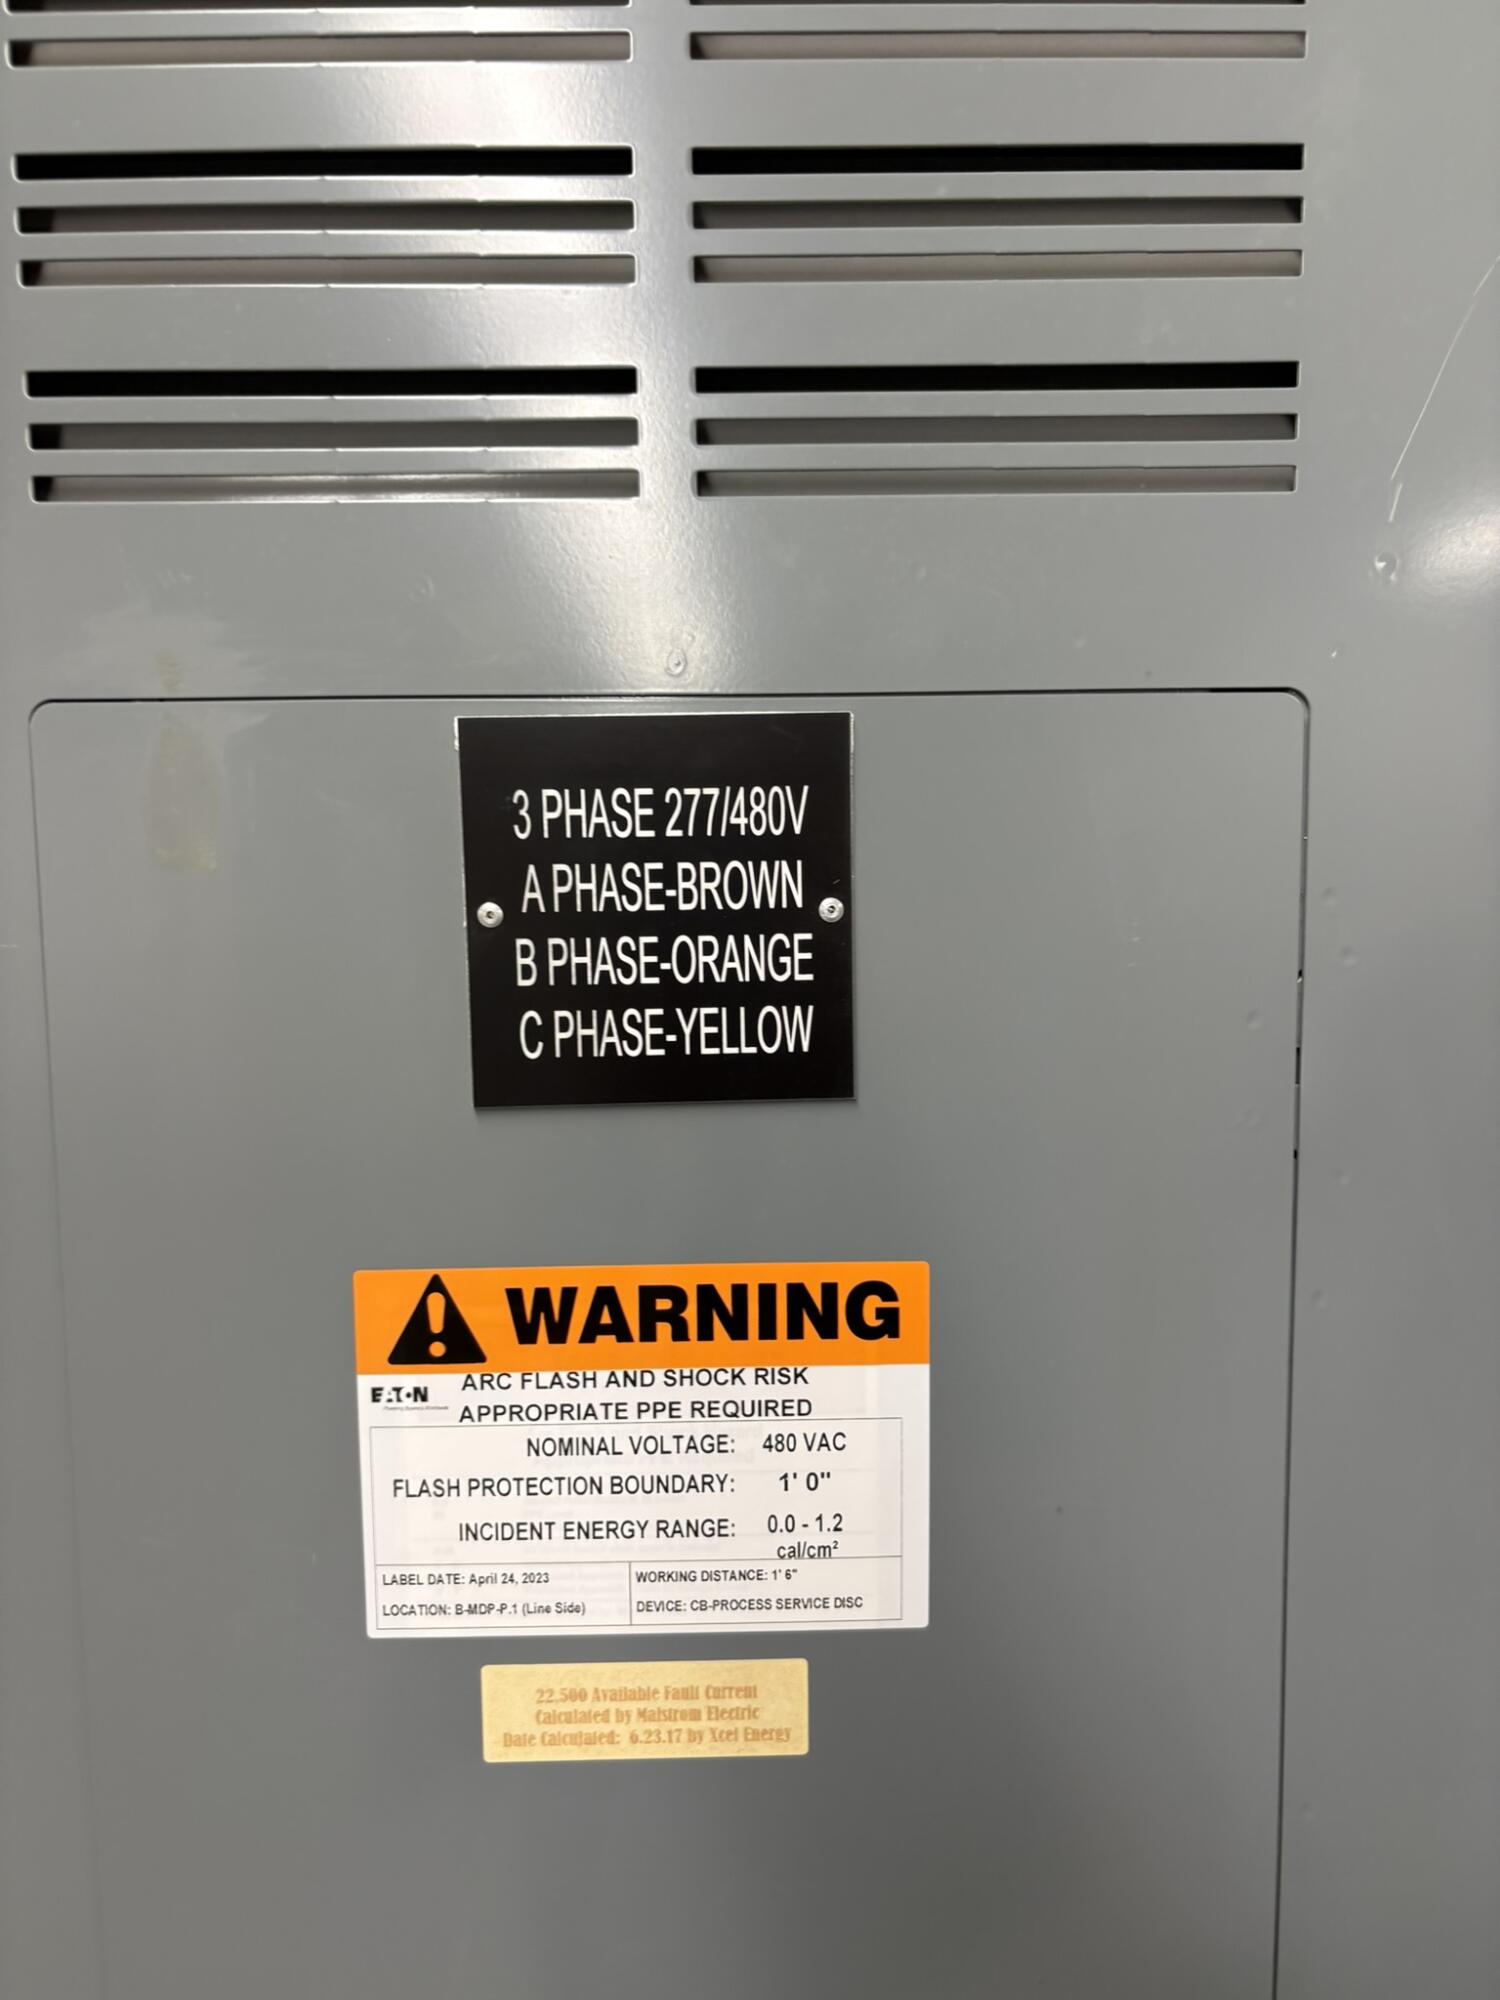 3 PHASE 277/480V
A PHASE-BROWN
B PHASE-ORANGE
C PHASE-YELLOW
WARNING
EATON
ARC FLASH AND SHOCK RISK
APPROPRIATE PPE REQUIRED
NOMINAL VOLTAGE: 480 VAC
FLASH PROTECTION BOUNDARY: 1' 0"
INCIDENT ENERGY RANGE: 0.0 - 1.2
cal/cm²
LABEL DATE: April 24, 2023
LOCATION: B-MDP-P.1 (Line Side)
WORKING DISTANCE: 1' 6"
DEVICE: CB-PROCESS SERVICE DISC
22,500 Available Fault Current
Calculated by Malstrom Electric
Date Calculated: 6.23.17 by Xcel Energy